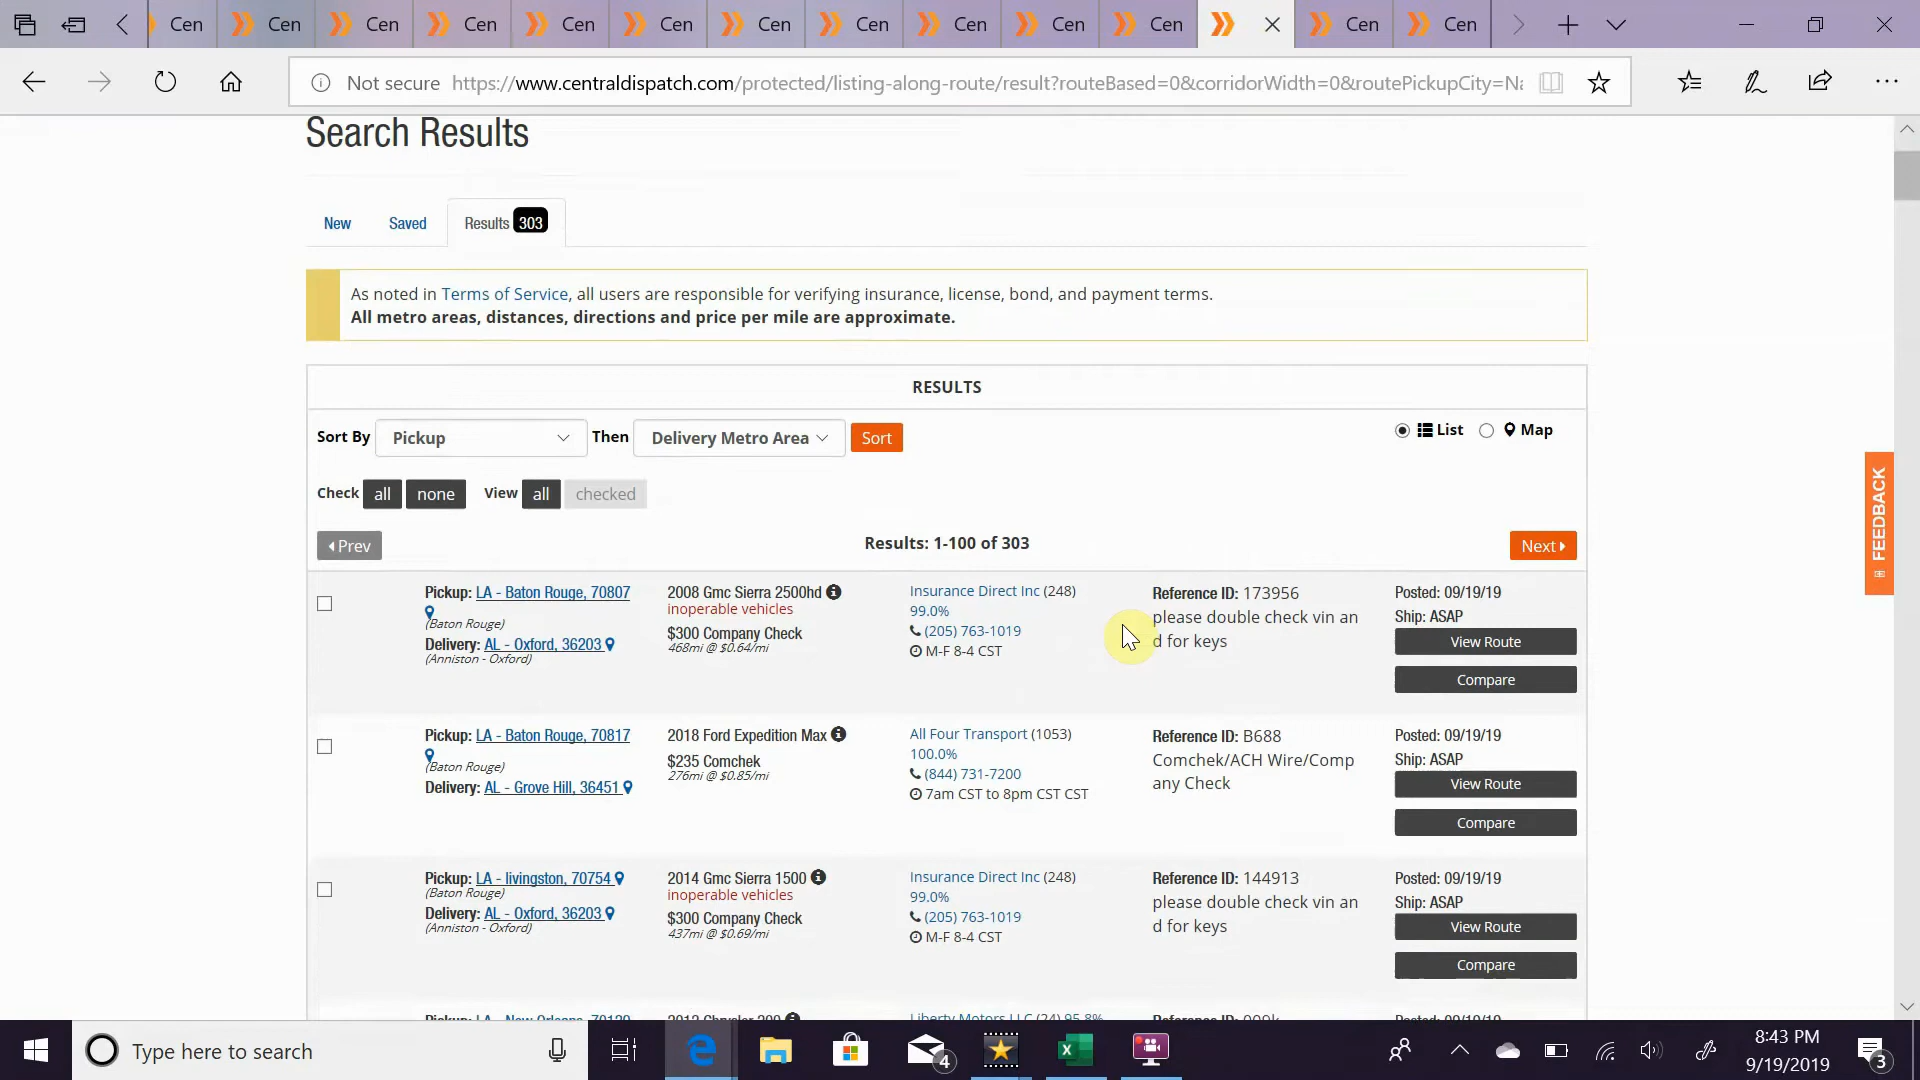 Cen Cen Cen Cen Cen Cen Cen Cen Cen Cen Cen Cen Cen
Not secure https://www.centraldispatch.com/protected/listing-along-route/result?routeBased=0&corridorWidth=0&routePickupCity=Na
Search Results
New Saved Results 303
As noted in Terms of Service, all users are responsible for verifying insurance, license, bond, and payment terms.
All metro areas, distances, directions and price per mile are approximate.
RESULTS
Sort By Pickup Then Delivery Metro Area Sort List Map
Check all none View all checked
Prev Results: 1-100 of 303 Next
Pickup: LA - Baton Rouge, 70807
(Baton Rouge)
Delivery: AL - Oxford, 36203
(Anniston - Oxford)
2008 Gmc Sierra 2500hd
inoperable vehicles
$300 Company Check
468mi @ $0.64/mi
Insurance Direct Inc (248)
99.0%
(205) 763-1019
M-F 8-4 CST
Reference ID: 173956
please double check vin an
d for keys
Posted: 09/19/19
Ship: ASAP
View Route
Compare
Pickup: LA - Baton Rouge, 70817
(Baton Rouge)
Delivery: AL - Grove Hill, 36451
2018 Ford Expedition Max
$235 Comchek
276mi @ $0.85/mi
All Four Transport (1053)
100.0%
(844) 731-7200
7am CST to 8pm CST CST
Reference ID: B688
Comchek/ACH Wire/Comp
any Check
Posted: 09/19/19
Ship: ASAP
View Route
Compare
Pickup: LA - livingston, 70754
(Baton Rouge)
Delivery: AL - Oxford, 36203
(Anniston - Oxford)
2014 Gmc Sierra 1500
inoperable vehicles
$300 Company Check
437mi @ $0.69/mi
Insurance Direct Inc (248)
99.0%
(205) 763-1019
M-F 8-4 CST
Reference ID: 144913
please double check vin an
d for keys
Posted: 09/19/19
Ship: ASAP
View Route
Compare
FEEDBACK
Type here to search
4
8:43 PM
9/19/2019
3